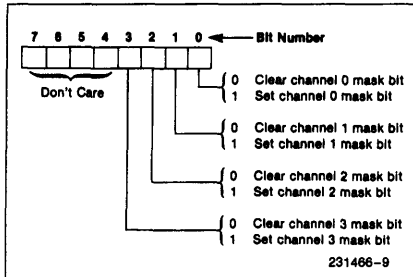 7 6 5 4 3 2 1 0 Bit Number
Don't Care
0 Clear channel 0 mask bit
1 Set channel 0 mask bit
0 Clear channel 1 mask bit
1 Set channel 1 mask bit
0 Clear channel 2 mask bit
1 Set channel 2 mask bit
0 Clear channel 3 mask bit
1 Set channel 3 mask bit
231466-9